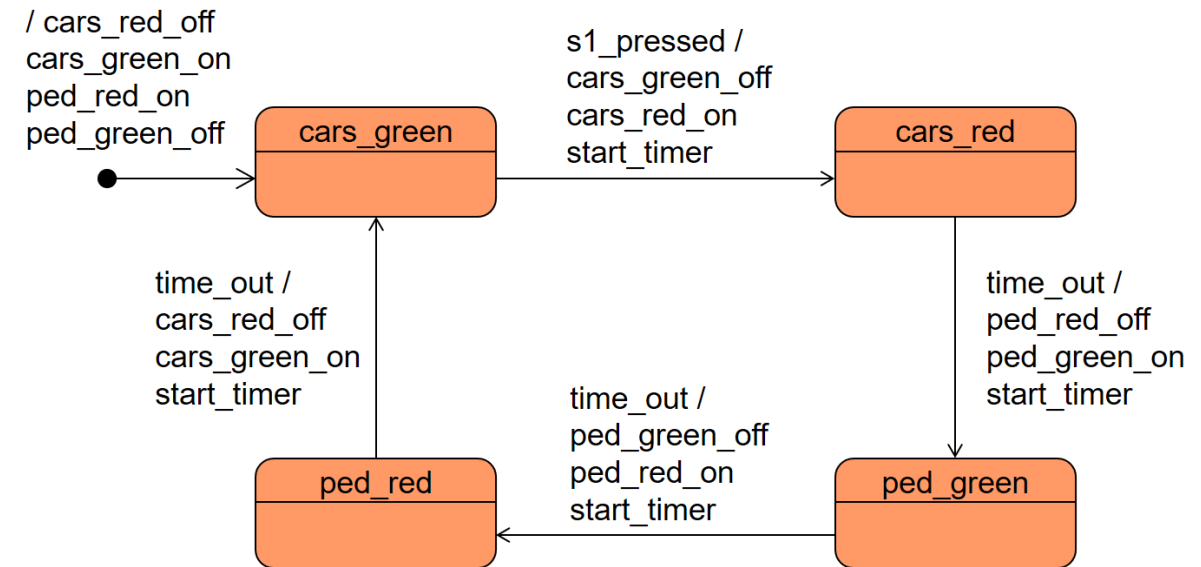 / cars_red_off
cars_green_on
ped_red_on
ped_green_off
cars_green
s1_pressed /
cars_green_off
cars_red_on
start_timer
cars_red
time_out /
cars_red_off
cars_green_on
start_timer
time_out /
ped_red_off
ped_green_on
start_timer
time_out /
ped_green_off
ped_red_on
start_timer
ped_red
ped_green